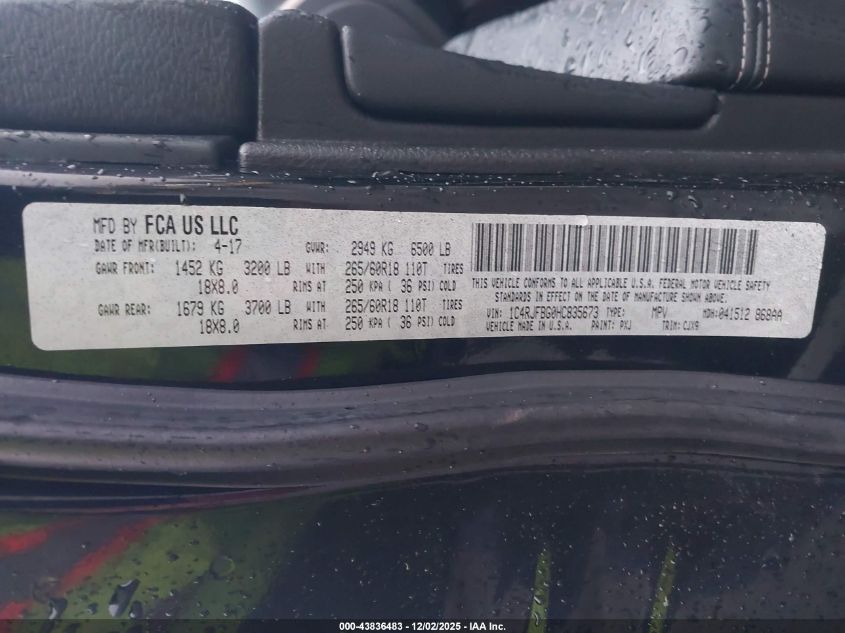 MFD BY FCA US LLC
DATE OF MFR(BUILT): 4-17 GVWR: 2949 KG 6500 LB
GAWR FRONT: 1452 KG 3200 LB WITH 265/60R18 110T TIRES
18X8.0 RIMS AT 250 KPA ( 36 PSI) COLD
GAWR REAR: 1679 KG 3700 LB WITH 265/60R18 110T TIRES
18X8.0 RIMS AT 250 KPA ( 36 PSI) COLD
THIS VEHICLE CONFORMS TO ALL APPLICABLE U.S.A. FEDERAL MOTOR VEHICLE SAFETY
STANDARDS IN EFFECT ON THE DATE OF MANUFACTURE SHOWN ABOVE.
VIN: 1C4RJFBG0HC835673 TYPE: MPV MDH:041512 868AA
VEHICLE MADE IN U.S.A. PAINT: PXJ TRIM: CJX9
000-43836483 - 12/02/2025 - IAA Inc.